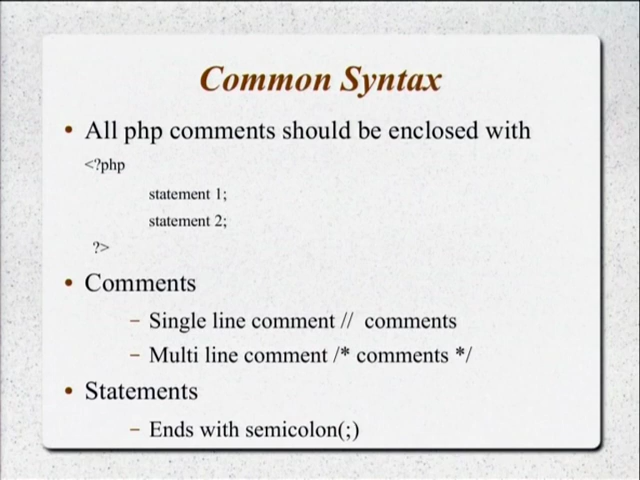 Common Syntax
• All php comments should be enclosed with
<?php
statement 1;
statement 2;
?>
• Comments
– Single line comment // comments
– Multi line comment /* comments */
• Statements
– Ends with semicolon(;)